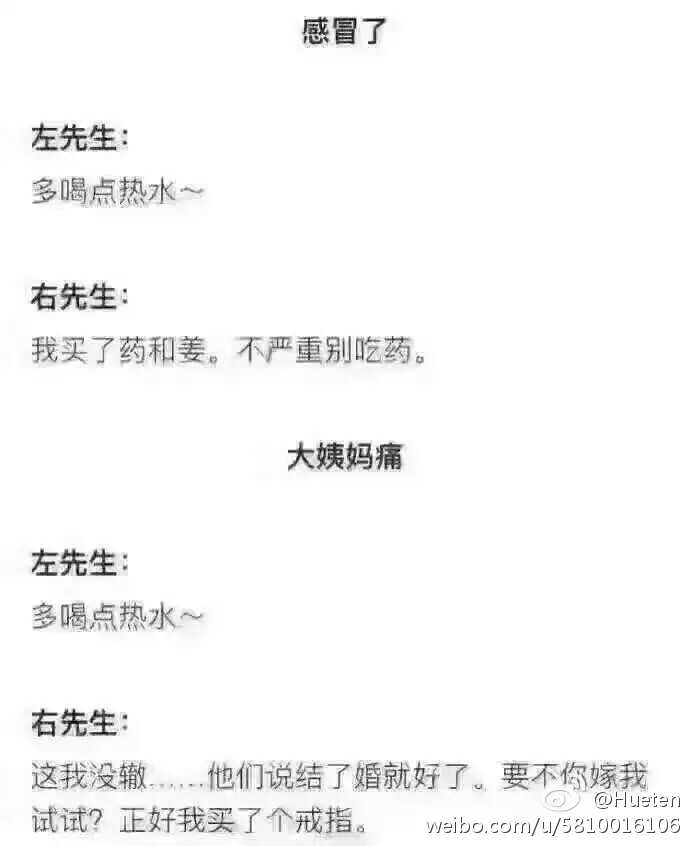 感冒了
左先生:
多喝点热水～
右先生:
我买了药和姜。不严重别吃药。
大姨妈痛
左先生:
多喝点热水～
右先生:
这我没辙……他们说结了婚就好了。要不你嫁我
试试？正好我买了个戒指。
@Hueten
weibo.com/u/5810016106